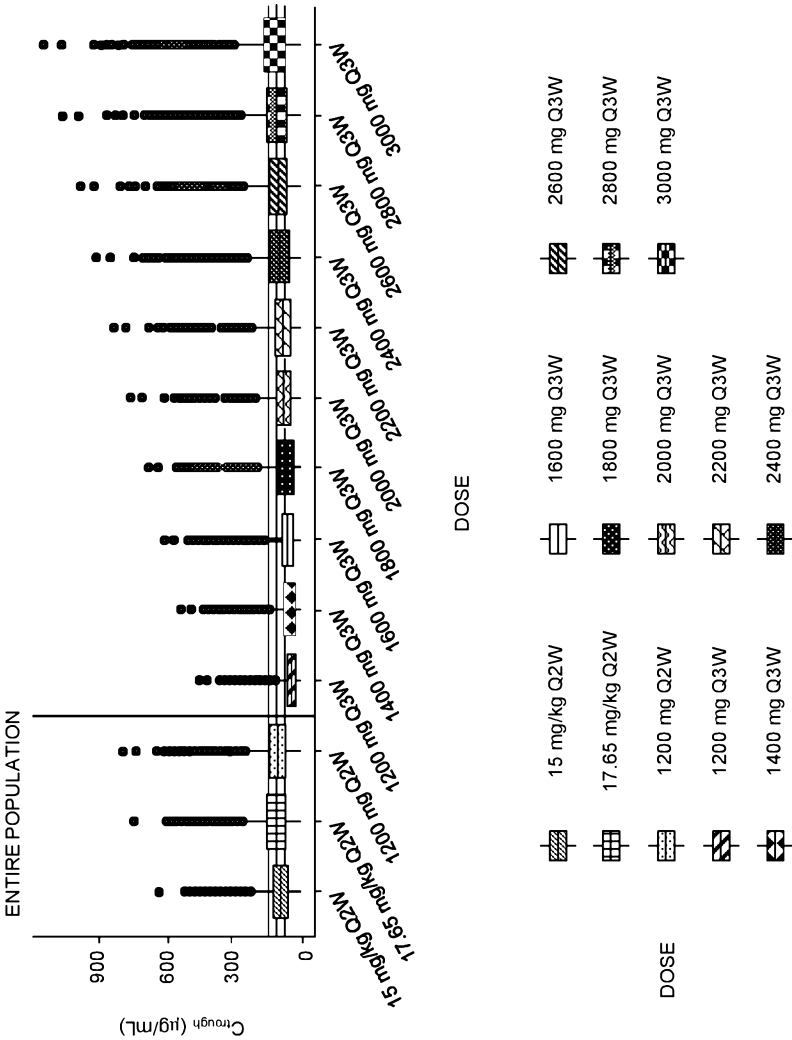 ENTIRE POPULATION
Ctrough (µg/mL)
900
600
300
0
15 mg/kg Q2W
17.65 mg/kg Q2W
1200 mg Q2W
1200 mg Q3W
1400 mg Q3W
1600 mg Q3W
1800 mg Q3W
2000 mg Q3W
2200 mg Q3W
2400 mg Q3W
2600 mg Q3W
2800 mg Q3W
3000 mg Q3W
DOSE
DOSE
15 mg/kg Q2W
17.65 mg/kg Q2W
1200 mg Q2W
1200 mg Q3W
1400 mg Q3W
1600 mg Q3W
1800 mg Q3W
2000 mg Q3W
2200 mg Q3W
2400 mg Q3W
2600 mg Q3W
2800 mg Q3W
3000 mg Q3W